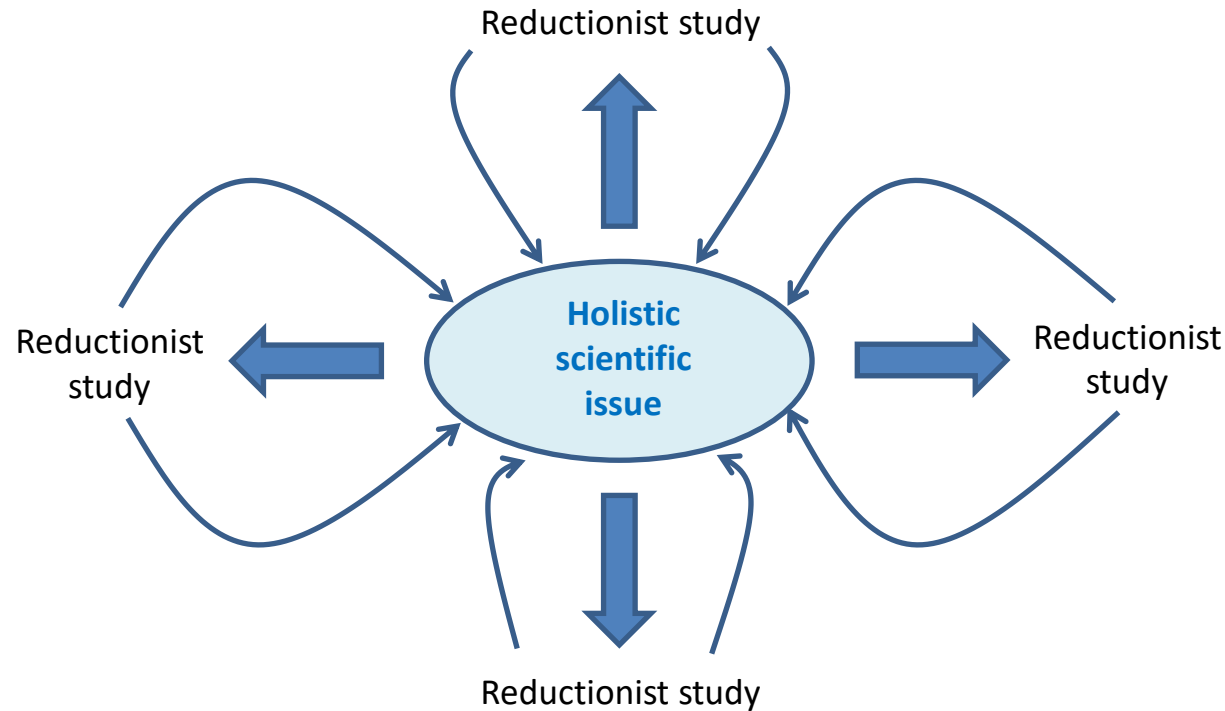 Reductionist study
Holistic
scientific
issue
Reductionist
study
Reductionist
study
Reductionist study